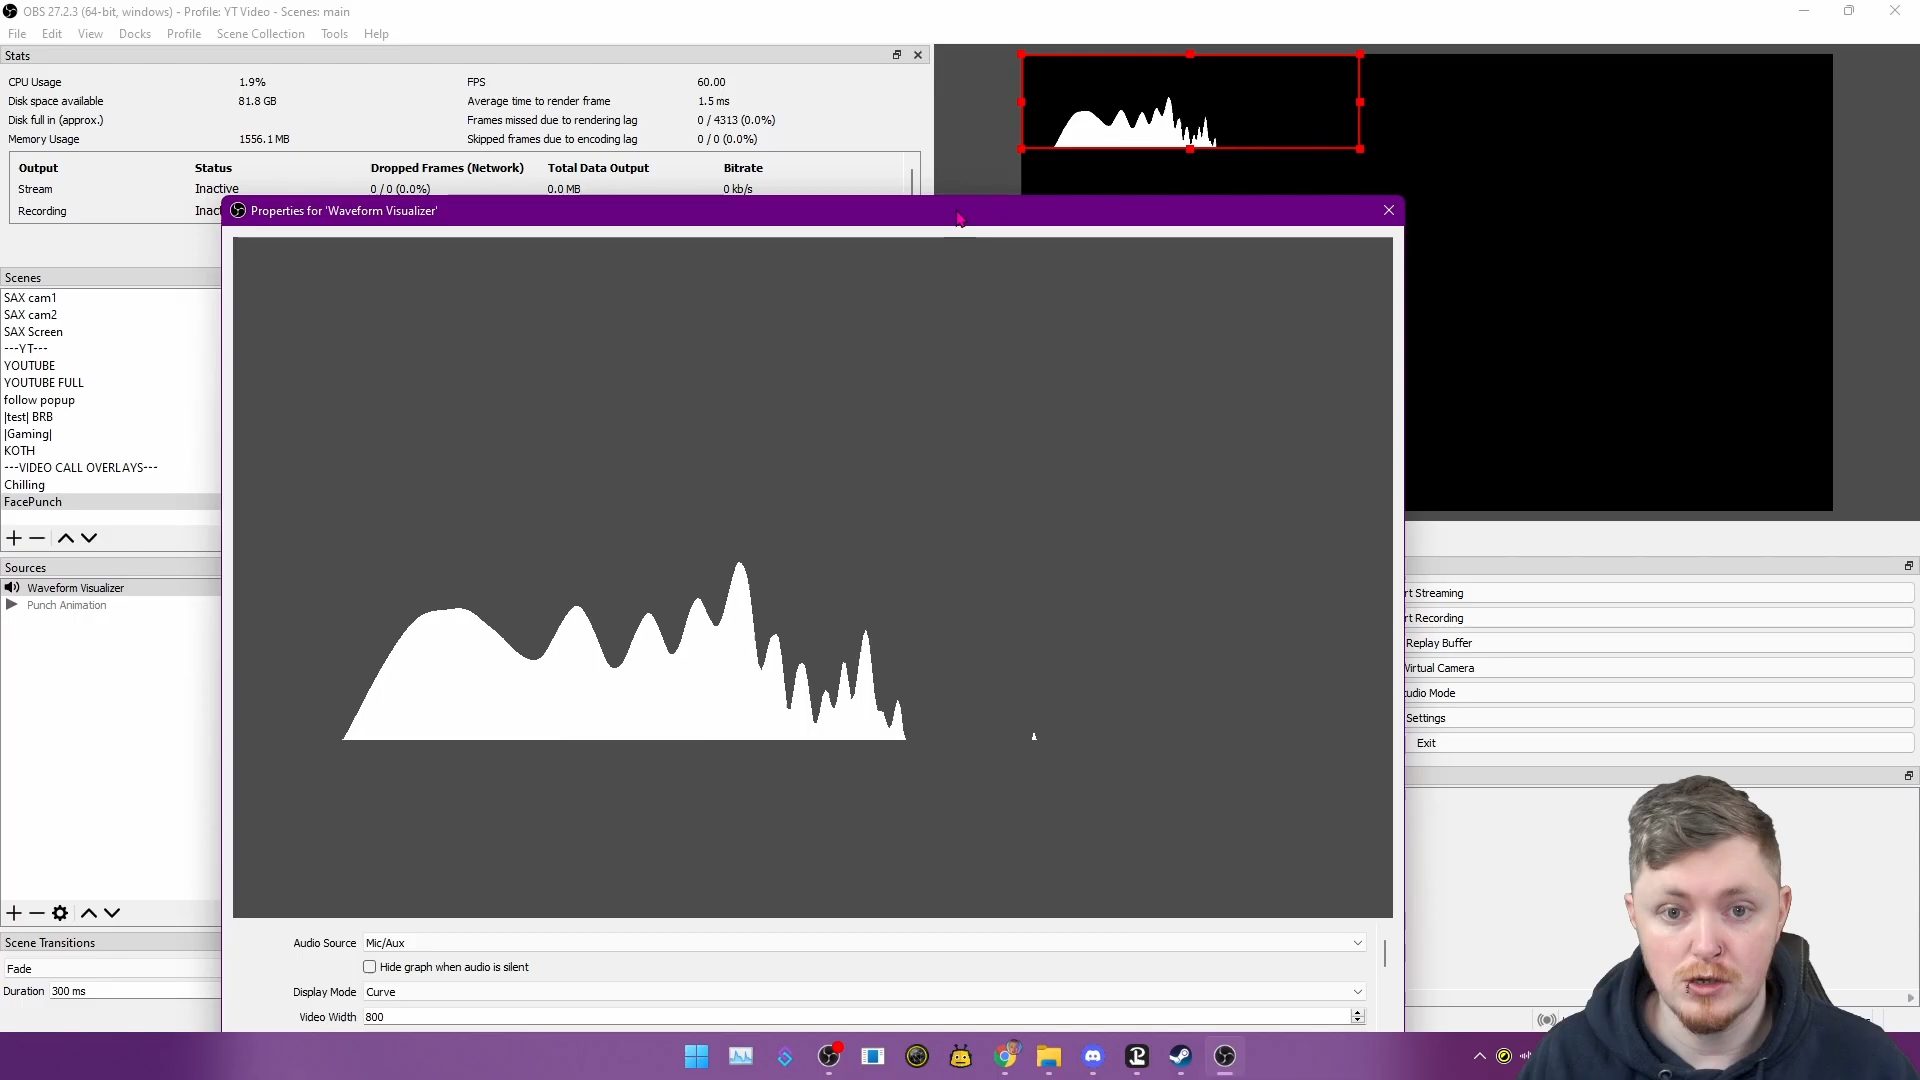 OBS 27.2.3 (64-bit, windows) - Profile: YT Video - Scenes: main
File Edit View Docks Profile Scene Collection Tools Help
Stats
CPU Usage 1.9% FPS 60.00
Disk space available 81.8 GB Average time to render frame 1.5 ms
Disk full in (approx.) Frames missed due to rendering lag 0 / 4313 (0.0%)
Memory Usage 1556.1 MB Skipped frames due to encoding lag 0 / 0 (0.0%)
Output Status Dropped Frames (Network) Total Data Output Bitrate
Stream Inactive 0 / 0 (0.0%) 0.0 MB 0 kb/s
Recording Inac
Properties for 'Waveform Visualizer'
Scenes
SAX cam1
SAX cam2
SAX Screen
---YT---
YOUTUBE
YOUTUBE FULL
follow popup
|test| BRB
|Gaming|
KOTH
---VIDEO CALL OVERLAYS---
Chilling
FacePunch
Sources
Waveform Visualizer
Punch Animation
Scene Transitions
Fade
Duration 300 ms
Audio Source Mic/Aux
Hide graph when audio is silent
Display Mode Curve
Video Width 800
rt Streaming
rt Recording
Replay Buffer
Virtual Camera
tudio Mode
Settings
Exit